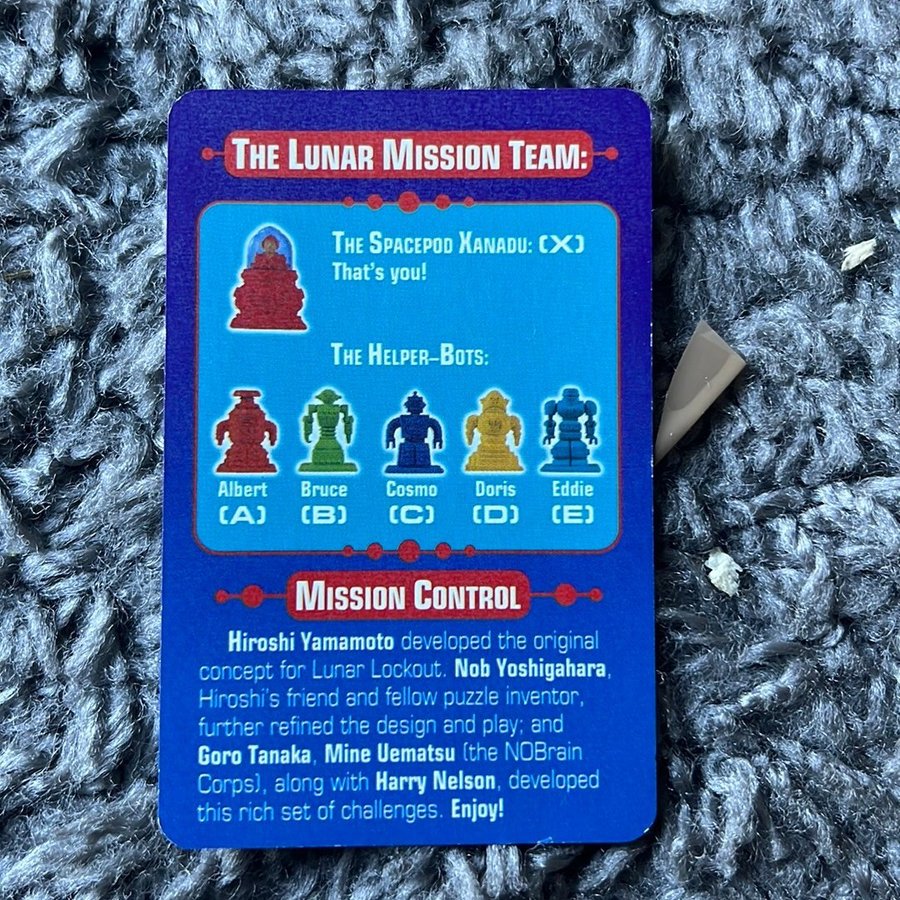 THE LUNAR MISSION TEAM:
THE SPACEPOD XANADU: (X)
That's you!
THE HELPER-BOTS:
Albert Bruce Cosmo Doris Eddie
(A) (B) (C) (D) (E)
MISSION CONTROL
Hiroshi Yamamoto developed the original
concept for Lunar Lockout. Nob Yoshigahara,
Hiroshi's friend and fellow puzzle inventor,
further refined the design and play; and
Goro Tanaka, Mine Uematsu (the NOBrain
Corps), along with Harry Nelson, developed
this rich set of challenges. Enjoy!